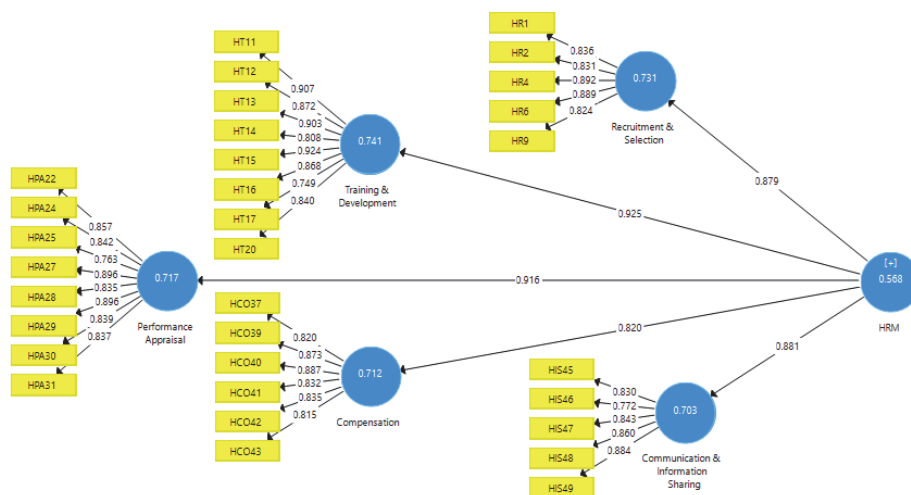 HR1
HR2
HR4
HR6
HR9
0.836
0.831
0.892
0.889
0.824
0.731
Recruitment &
Selection
HT11
HT12
HT13
HT14
HT15
HT16
HT17
HT20
0.907
0.872
0.903
0.808
0.924
0.868
0.749
0.840
0.741
Training &
Development
HPA22
HPA24
HPA25
HPA27
HPA28
HPA29
HPA30
HPA31
0.857
0.842
0.763
0.896
0.835
0.896
0.839
0.837
0.717
Performance
Appraisal
HCO37
HCO39
HCO40
HCO41
HCO42
HCO43
0.820
0.873
0.887
0.832
0.835
0.815
0.712
Compensation
HIS45
HIS46
HIS47
HIS48
HIS49
0.830
0.772
0.843
0.860
0.884
0.703
Communication &
Information
Sharing
0.879
0.925
0.916
0.820
0.881
[+]
0.568
HRM